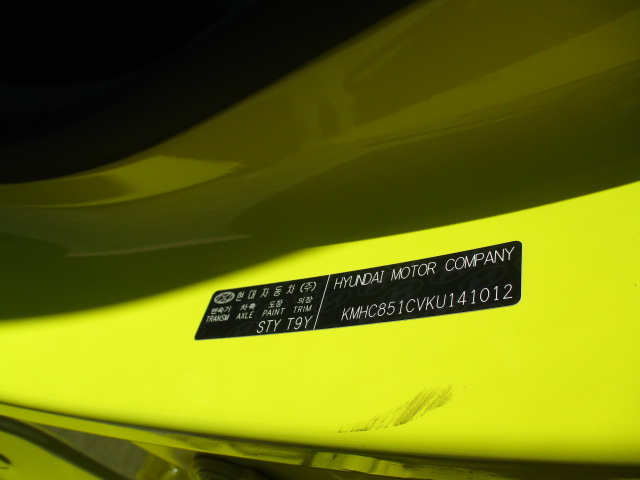 현대자동차(주)
변속기 차축 도장 의장
TRANSM AXLE PAINT TRIM
STY T9Y
HYUNDAI MOTOR COMPANY
KMHC851CVKU141012